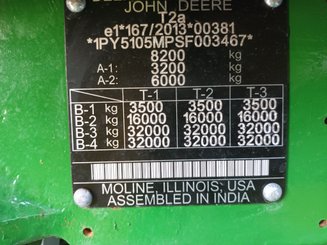 JOHN DEERE
T2a
e1*167/2013*00381
*1PY5105MPSF003467*
8200 kg
A-1: 3200 kg
A-2: 6000 kg
T-1 T-2 T-3
B-1 kg 3500 3500 3500
B-2 kg 16000 16000 16000
B-3 kg 32000 32000 32000
B-4 kg 32000 32000 32000
MOLINE, ILLINOIS; USA
ASSEMBLED IN INDIA